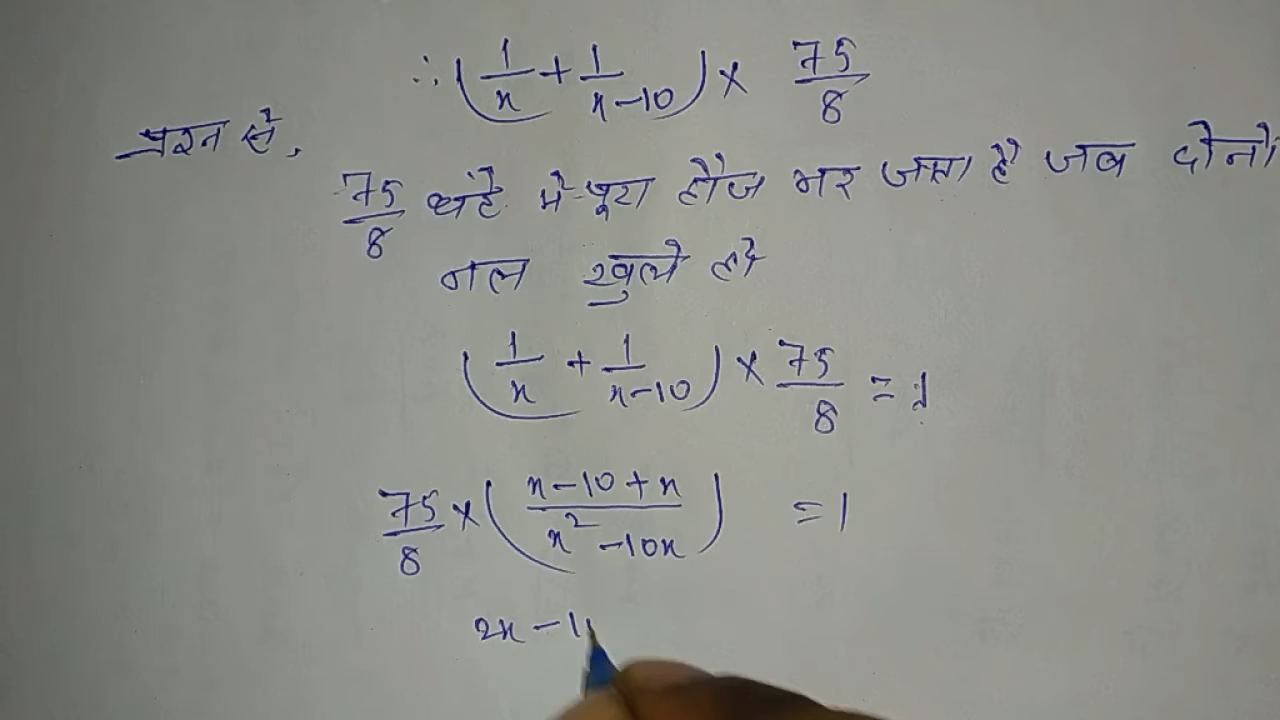 ∴ (1/x + 1/x-10) × 75/8
प्रश्न से,
75/8 घंटे में पूरा हौज भर जाता है जब दोनों
नल खुले हो
(1/x + 1/x-10) × 75/8 = 1
75/8 × (x-10+x / x²-10x) = 1
2x - 1